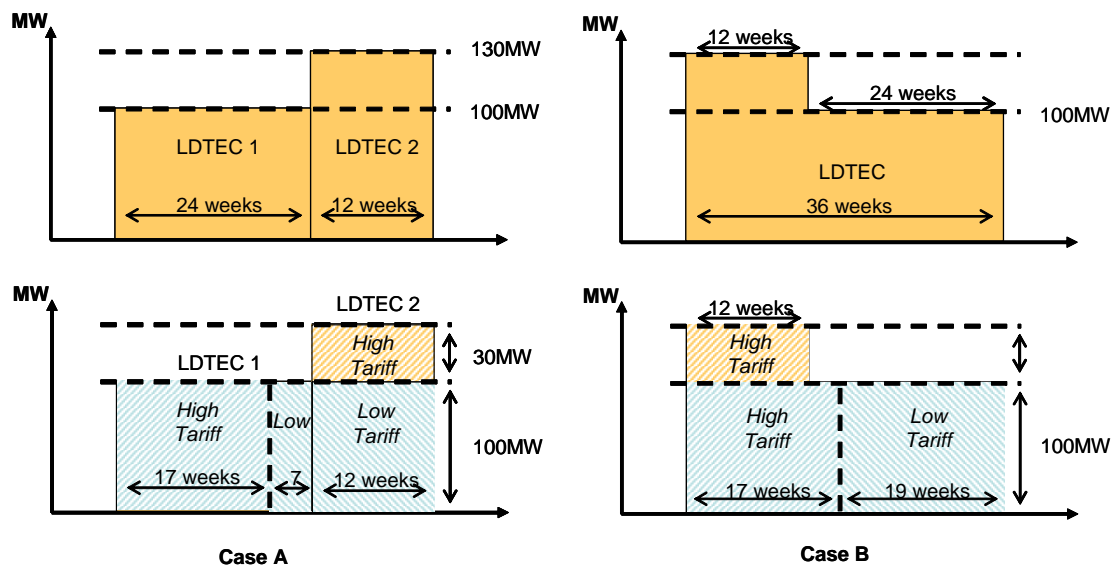 MW
130MW
100MW
LDTEC 1
LDTEC 2
24 weeks
12 weeks
MW
12 weeks
24 weeks
100MW
LDTEC
36 weeks
MW
LDTEC 2
High
Tariff
30MW
LDTEC 1
High
Tariff
Low
Low
Tariff
100MW
17 weeks
7
12 weeks
Case A
MW
12 weeks
High
Tariff
High
Tariff
Low
Tariff
100MW
17 weeks
19 weeks
Case B